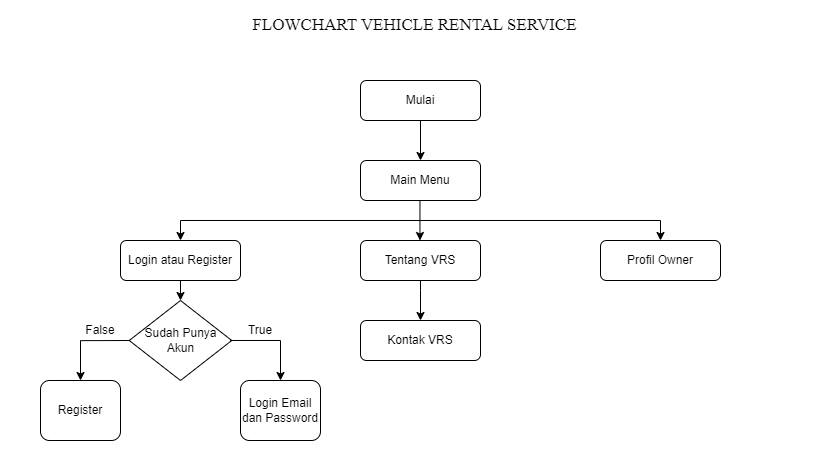 FLOWCHART VEHICLE RENTAL SERVICE
Mulai
Main Menu
Login atau Register
Tentang VRS
Profil Owner
False
Sudah Punya
Akun
True
Kontak VRS
Register
Login Email
dan Password